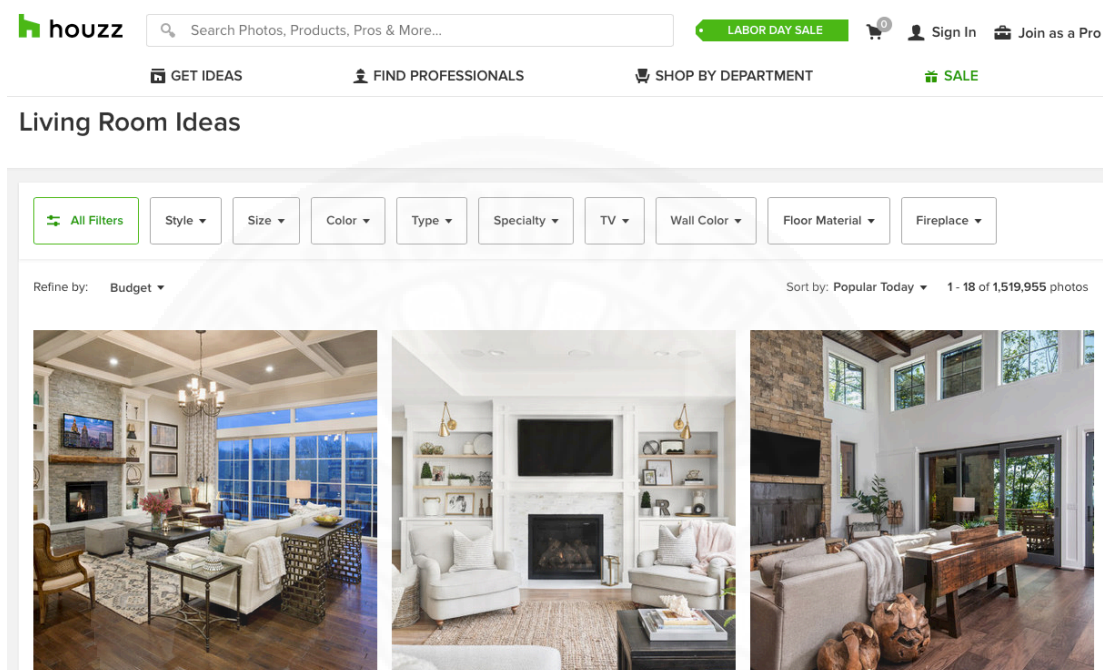 houzz
Search Photos, Products, Pros & More...
LABOR DAY SALE
0
Sign In
Join as a Pro
GET IDEAS
FIND PROFESSIONALS
SHOP BY DEPARTMENT
SALE
Living Room Ideas
All Filters
Style
Size
Color
Type
Specialty
TV
Wall Color
Floor Material
Fireplace
Refine by:
Budget
Sort by: Popular Today
1 - 18 of 1,519,955 photos
R